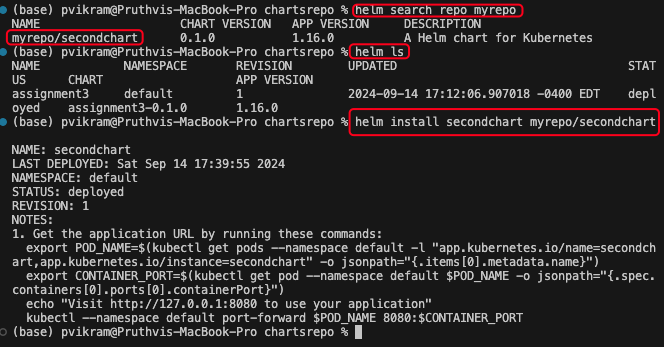 (base) pvikram@Pruthvis-MacBook-Pro chartsrepo % helm search repo myrepo
NAME CHART VERSION APP VERSION DESCRIPTION
myrepo/secondchart 0.1.0 1.16.0 A Helm chart for Kubernetes
(base) pvikram@Pruthvis-MacBook-Pro chartsrepo % helm ls
NAME NAMESPACE REVISION UPDATED STAT
US CHART APP VERSION
assignment3 default 1 2024-09-14 17:12:06.907018 -0400 EDT depl
oyed assignment3-0.1.0 1.16.0
(base) pvikram@Pruthvis-MacBook-Pro chartsrepo % helm install secondchart myrepo/secondchart
NAME: secondchart
LAST DEPLOYED: Sat Sep 14 17:39:55 2024
NAMESPACE: default
STATUS: deployed
REVISION: 1
NOTES:
1. Get the application URL by running these commands:
export POD_NAME=$(kubectl get pods --namespace default -l "app.kubernetes.io/name=secondch
art,app.kubernetes.io/instance=secondchart" -o jsonpath="{.items[0].metadata.name}")
export CONTAINER_PORT=$(kubectl get pod --namespace default $POD_NAME -o jsonpath="{.spec.
containers[0].ports[0].containerPort}")
echo "Visit http://127.0.0.1:8080 to use your application"
kubectl --namespace default port-forward $POD_NAME 8080:$CONTAINER_PORT
(base) pvikram@Pruthvis-MacBook-Pro chartsrepo %